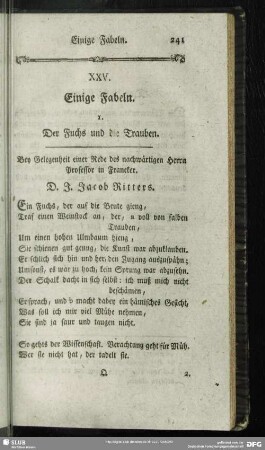 Einige Fabeln. 241
XXV.
Einige Fabeln.
1.
Der Fuchs und die Trauben.
Bey Gelegenheit einer Rede des nachwärtigen Herrn
Professor in Franeker.
D. J. Jacob Ritters.
Ein Fuchs, der auf die Beute gieng,
Traf einen Weinstock an, der, voll von falben
Trauben,
Um einen hohen Ulmbaum hieng,
Sie schienen gut genug, die Kunst war abzuklauben.
Er schlich sich hin und her, den Zugang auszuspähn;
Umsonst, es war zu hoch, kein Sprung war abzusehn.
Der Schalk dacht in sich selbst: ich muß mich nicht
beschämen,
Er sprach, und macht dabey ein hämisches Gesicht,
Was soll ich mir viel Mühe nehmen,
Sie sind ja saur und taugen nicht.
So gehts der Wissenschaft. Verachtung geht für Müh.
Wer sie nicht hat, der tadelt sie.
Q 2.
SLUB
DFG